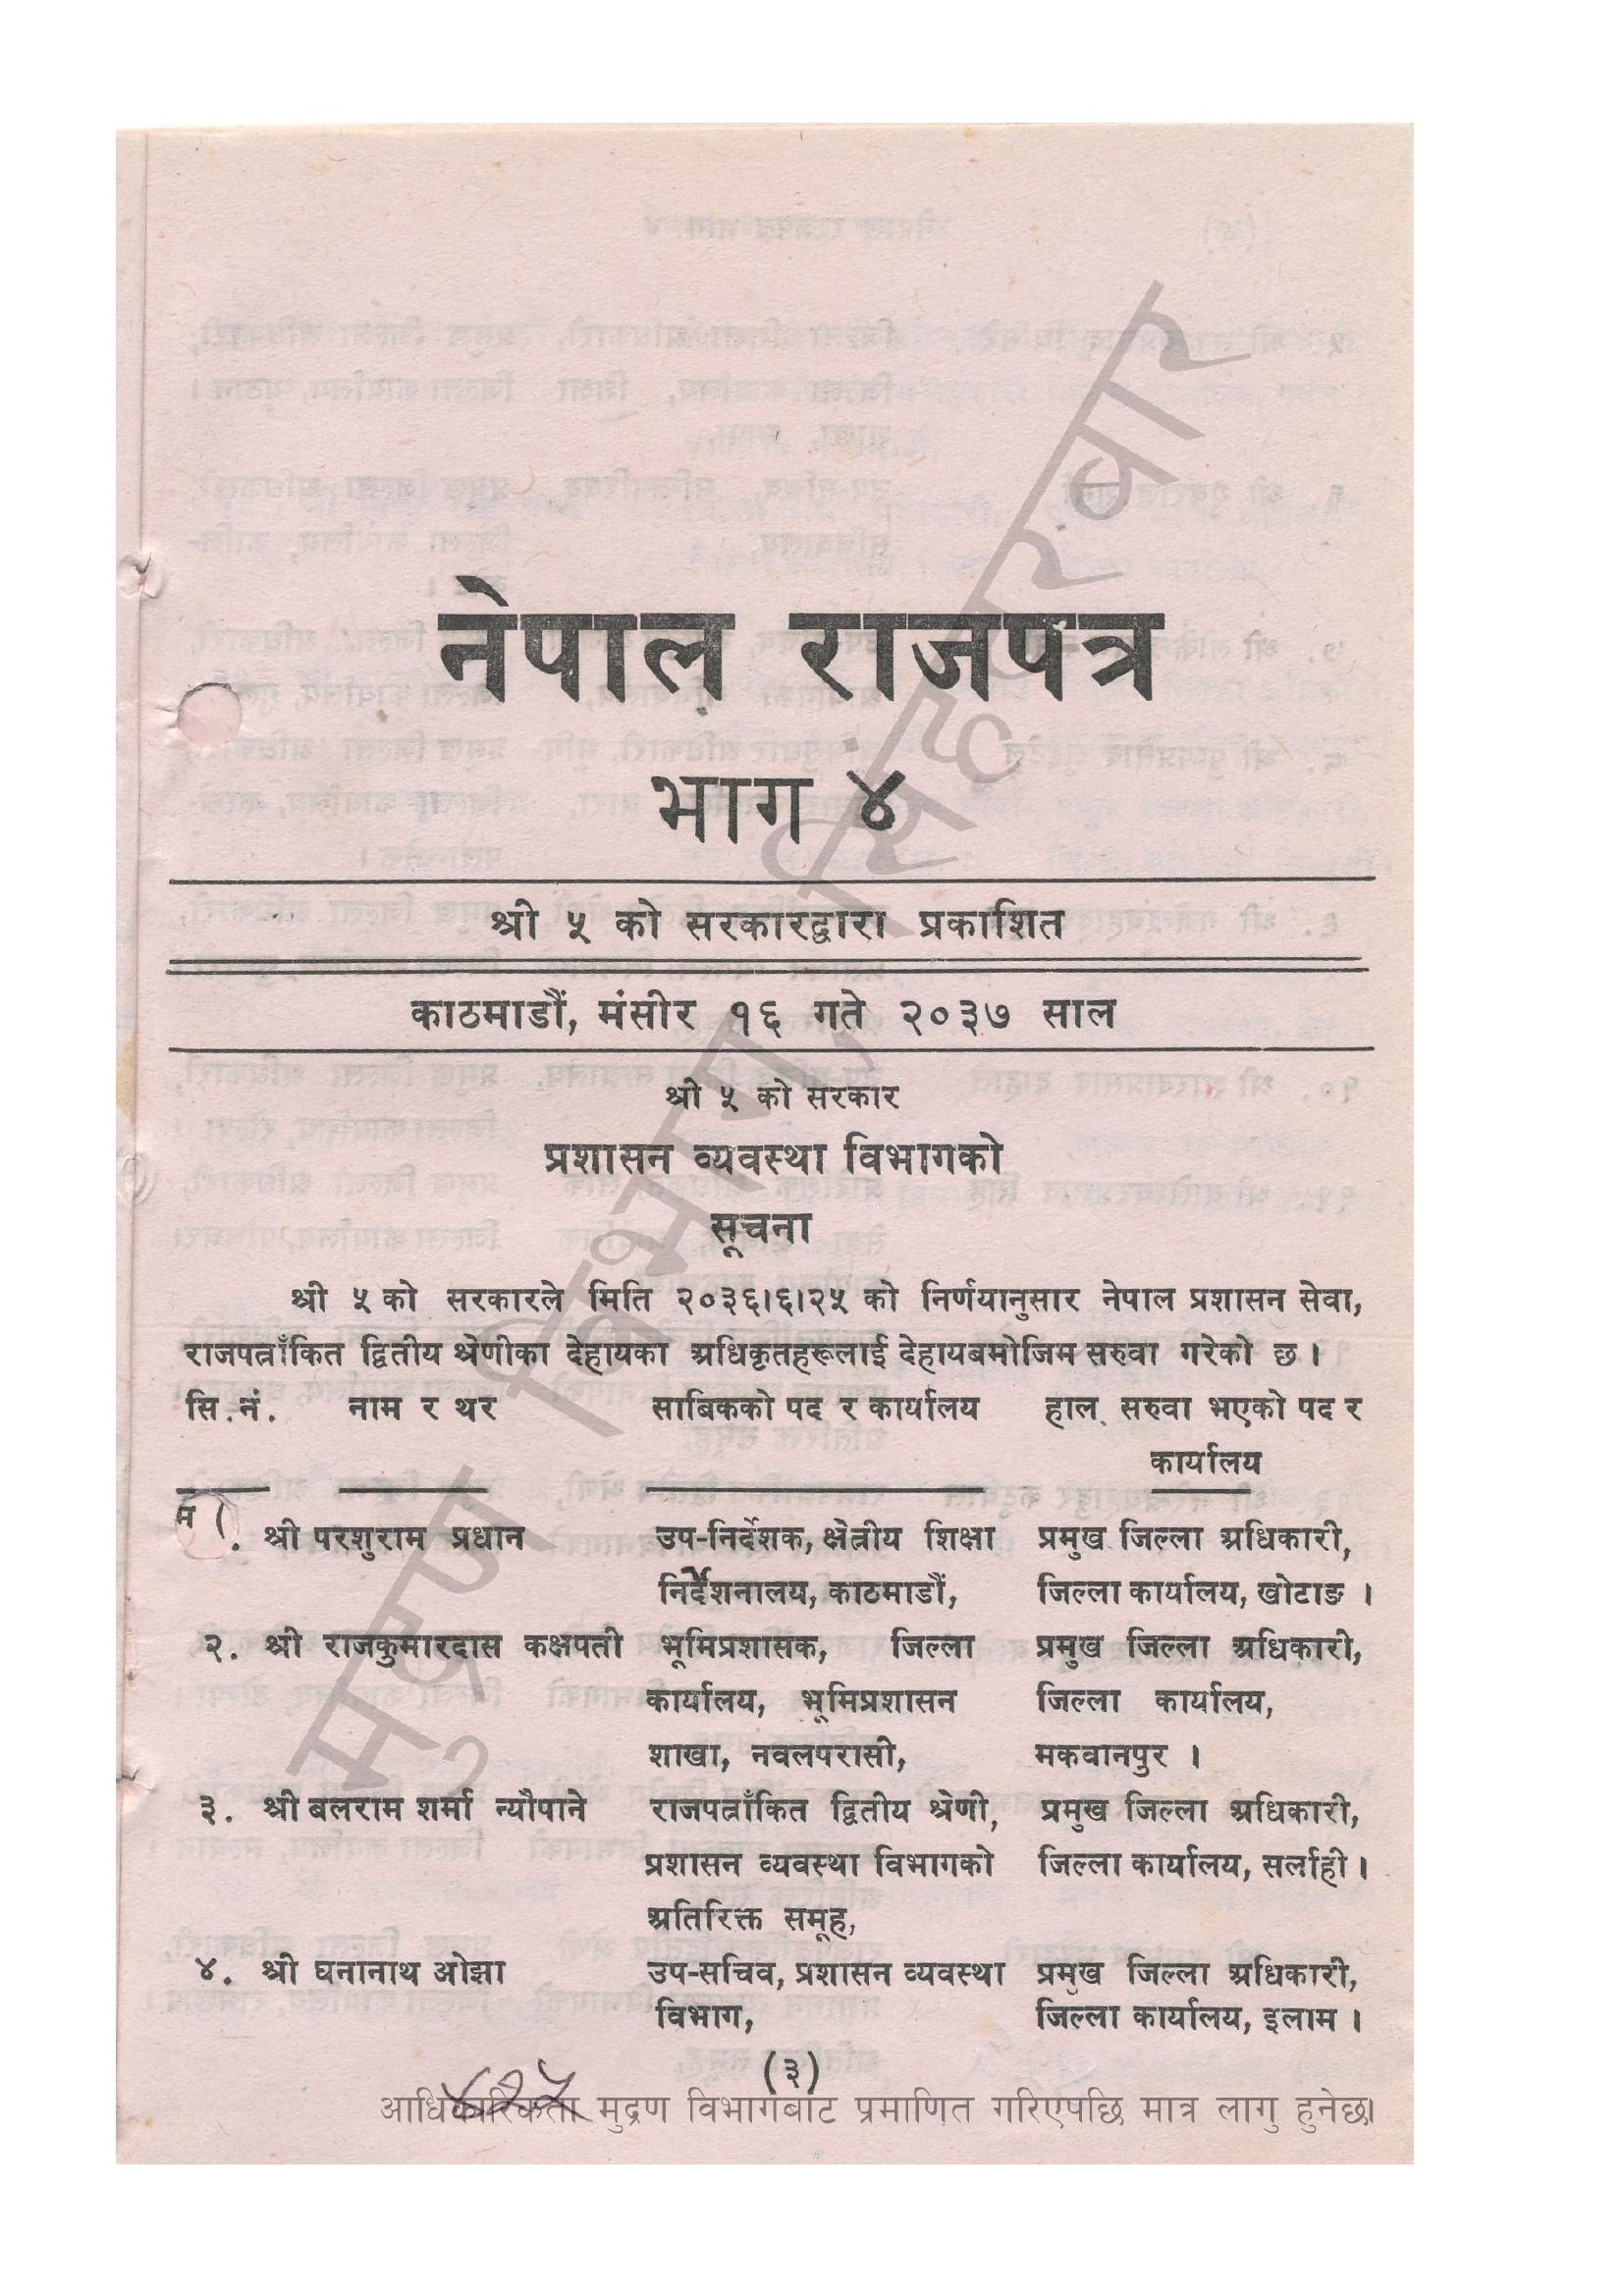 नेपाल राजपत्र
भाग ४
श्री ५ को सरकारद्वारा प्रकाशित
काठमाडौं, मंसीर १६ गते २०३७ साल
श्री ५ को सरकार
प्रशासन व्यवस्था विभागको
सूचना
श्री ५ को सरकारले मिति २०३६।६।२५ को निर्णयानुसार नेपाल प्रशासन सेवा,
राजपत्राँकित द्वितीय श्रेणीका देहायका अधिकृतहरूलाई देहायबमोजिम सरुवा गरेको छ ।
सि.नं. नाम र थर साबिकको पद र कार्यालय हाल सरुवा भएको पद र
कार्यालय
श्री परशुराम प्रधान उप-निर्देशक, क्षेत्रीय शिक्षा प्रमुख जिल्ला अधिकारी,
निर्देशनालय, काठमाडौं, जिल्ला कार्यालय, खोटाङ ।
२. श्री राजकुमारदास कक्षपती भूमिप्रशासक, जिल्ला प्रमुख जिल्ला अधिकारी,
कार्यालय, भूमिप्रशासन जिल्ला कार्यालय,
शाखा, नवलपरासी, मकवानपुर ।
३. श्री बलराम शर्मा न्यौपाने राजपत्राँकित द्वितीय श्रेणी, प्रमुख जिल्ला अधिकारी,
प्रशासन व्यवस्था विभागको जिल्ला कार्यालय, सर्लाही ।
अतिरिक्त समूह,
४. श्री घनानाथ ओझा उप-सचिव, प्रशासन व्यवस्था प्रमुख जिल्ला अधिकारी,
विभाग, जिल्ला कार्यालय, इलाम ।
(३)
आधिकारिकता मुद्रण विभागबाट प्रमाणित गरिएपछि मात्र लागु हुनेछ।
मुद्रण विभाग, सिंहदरबार